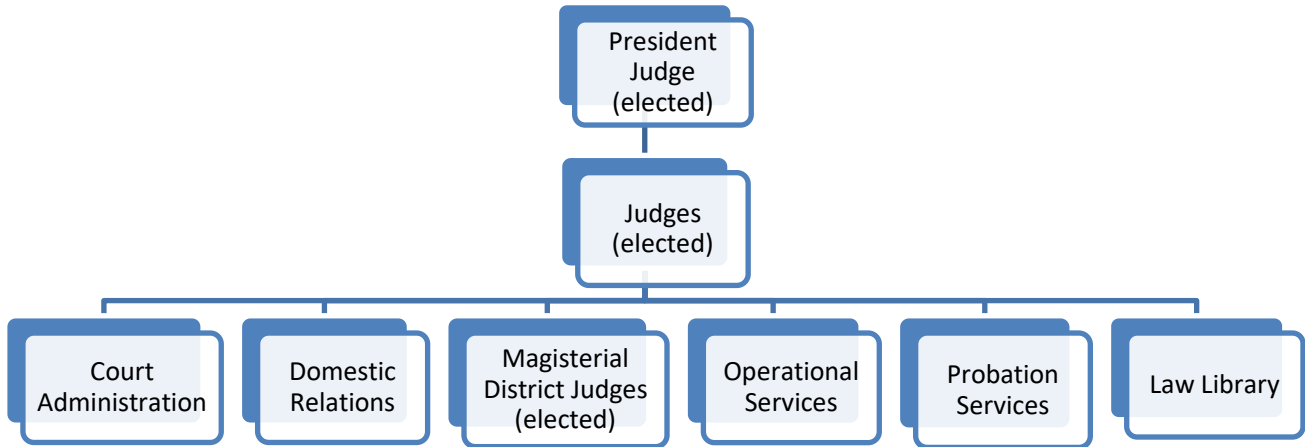 President
Judge
(elected)
Judges
(elected)
Court
Administration
Domestic
Relations
Magisterial
District Judges
(elected)
Operational
Services
Probation
Services
Law Library